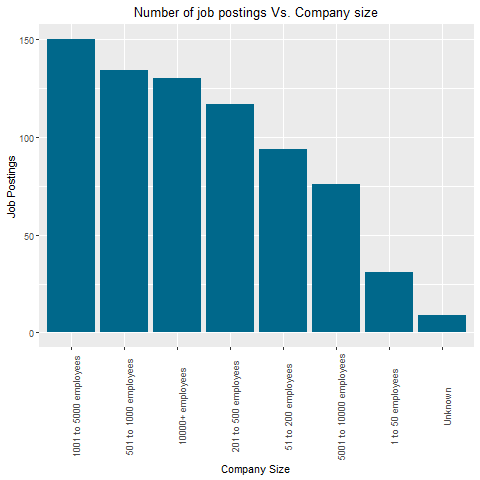 Number of job postings Vs. Company size
Job Postings
150
100
50
0
1001 to 5000 employees
501 to 1000 employees
10000+ employees
201 to 500 employees
51 to 200 employees
5001 to 10000 employees
1 to 50 employees
Unknown
Company Size